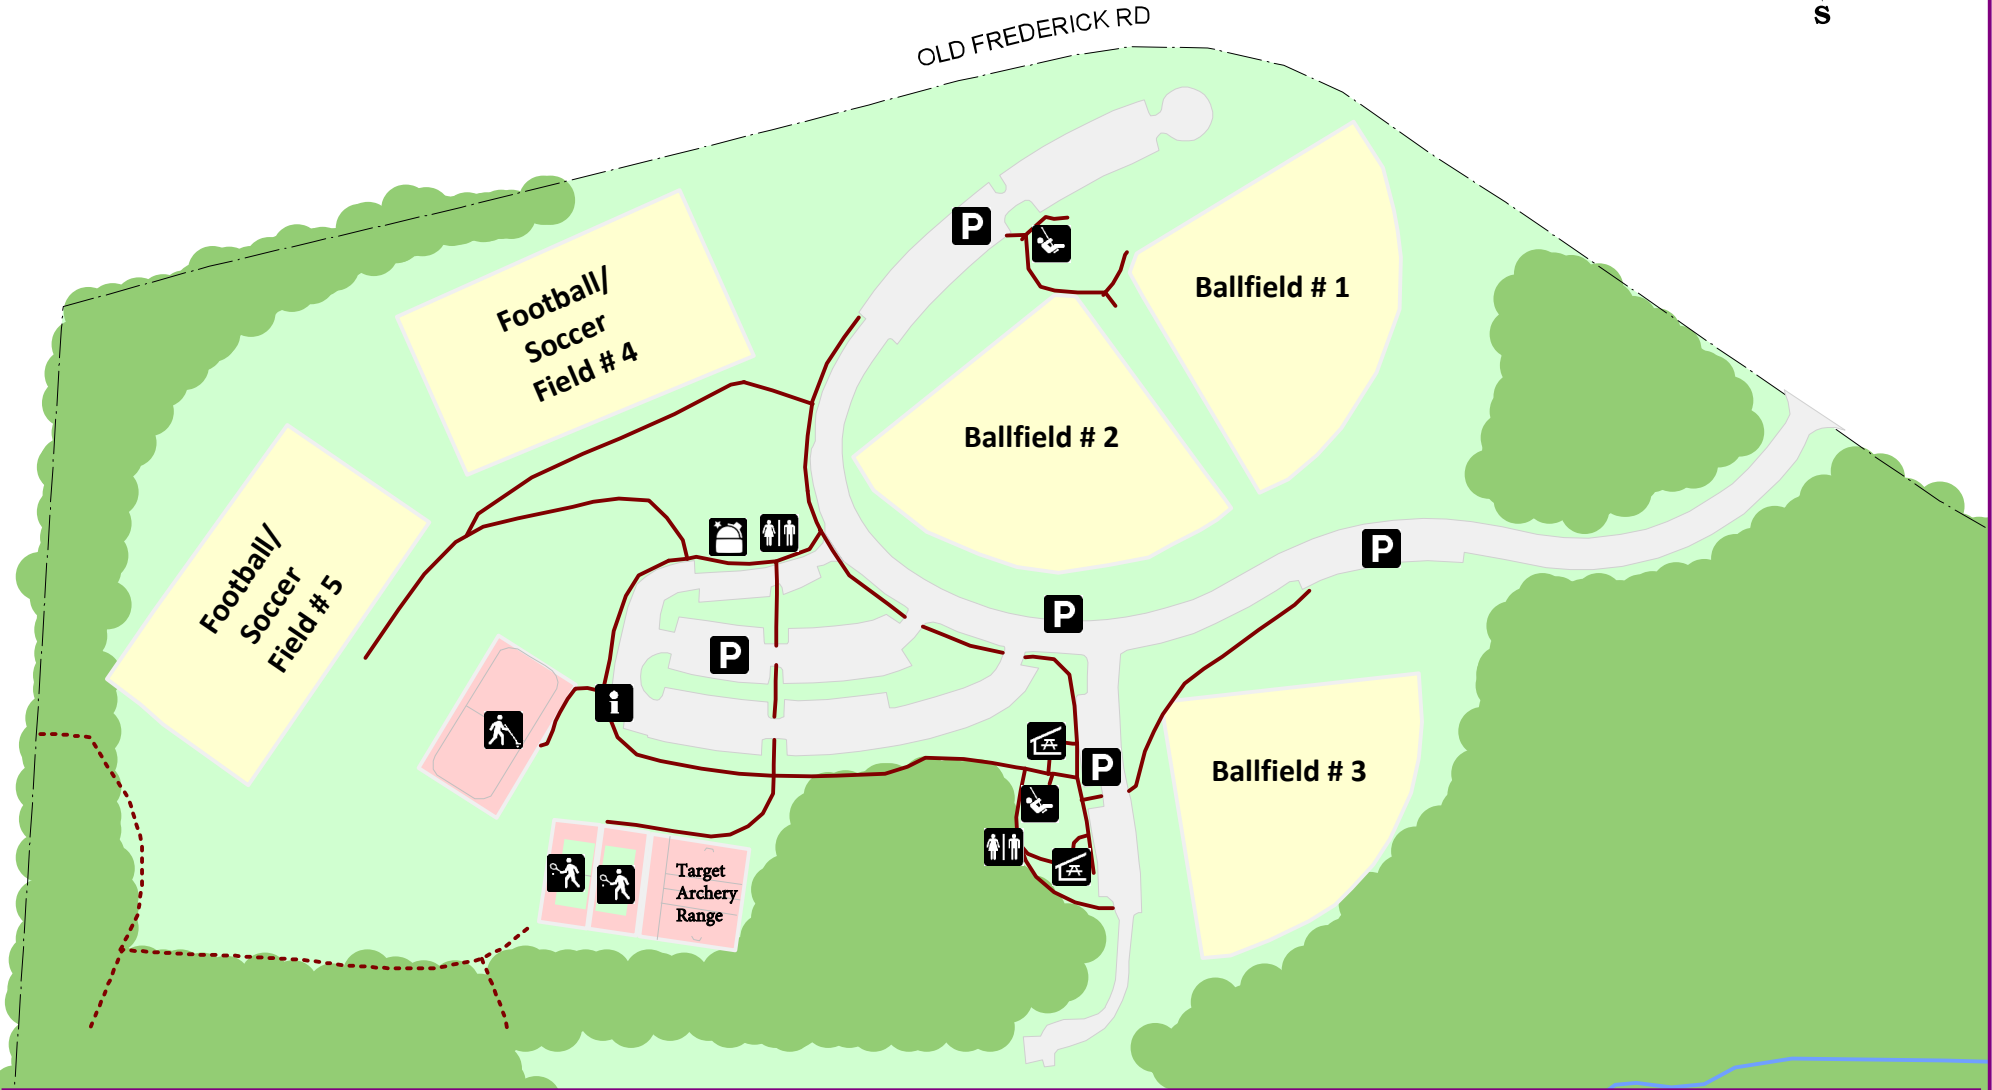 S
OLD FREDERICK RD
P
Football/
Soccer
Field # 4
Ballfield # 1
Ballfield # 2
Football/
Soccer
Field # 5
P
P
P
i
P
Ballfield # 3
Target
Archery
Range